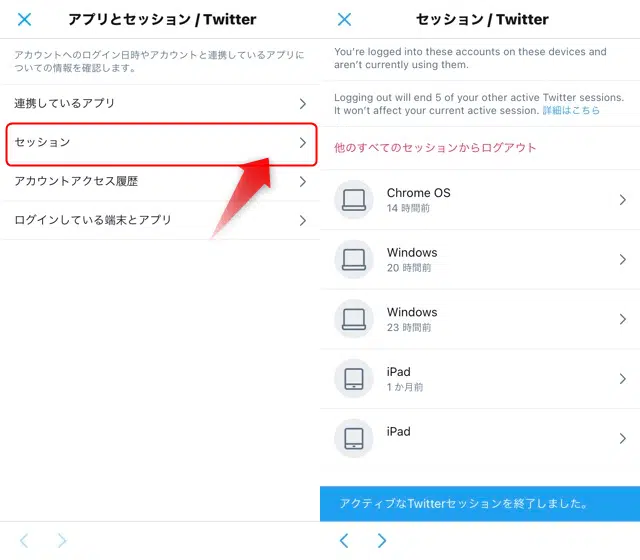 アプリとセッション / Twitter
アカウントへのログイン日時やアカウントと連携しているアプリに
ついての情報を確認します。
連携しているアプリ
セッション
アカウントアクセス履歴
ログインしている端末とアプリ
セッション / Twitter
You're logged into these accounts on these devices and
aren't currently using them.
Logging out will end 5 of your other active Twitter sessions.
It won't affect your current active session. 詳細はこちら
他のすべてのセッションからログアウト
Chrome OS
14 時間前
Windows
20 時間前
Windows
23 時間前
iPad
1 か月前
iPad
アクティブなTwitterセッションを終了しました。